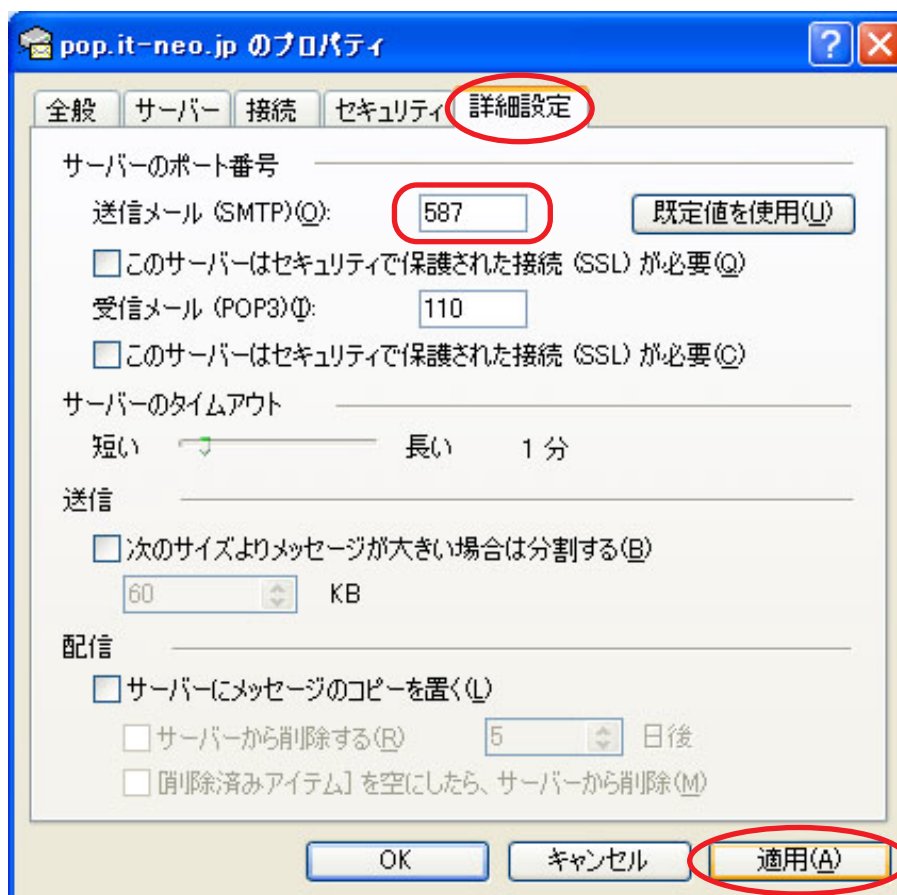 pop.it-neo.jp のプロパティ
全般 サーバー 接続 セキュリティ 詳細設定
サーバーのポート番号
送信メール (SMTP)(O): 587 既定値を使用(U)
このサーバーはセキュリティで保護された接続 (SSL) が必要(Q)
受信メール (POP3)(I): 110
このサーバーはセキュリティで保護された接続 (SSL) が必要(C)
サーバーのタイムアウト
短い 長い 1 分
送信
次のサイズよりメッセージが大きい場合は分割する(B)
60 KB
配信
サーバーにメッセージのコピーを置く(L)
サーバーから削除する(R) 5 日後
[削除済みアイテム] を空にしたら、サーバーから削除(M)
OK キャンセル 適用(A)